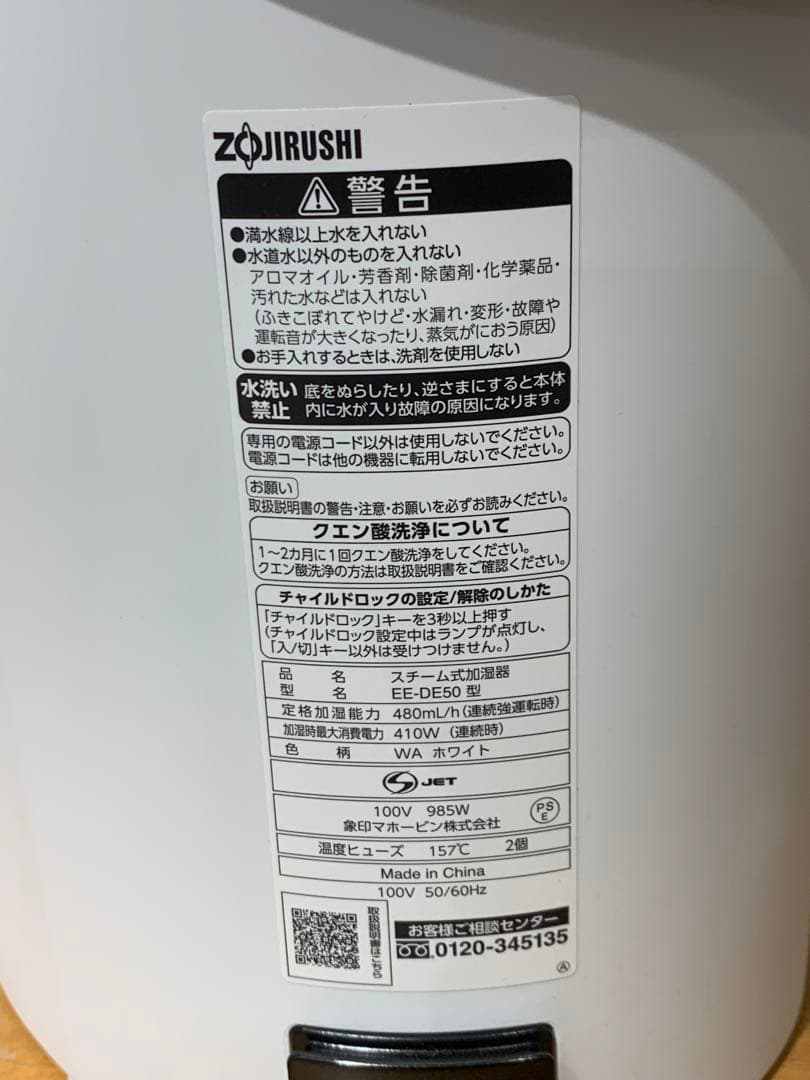 ZOJIRUSHI
警告
●満水線以上水を入れない
●水道水以外のものを入れない
アロマオイル・芳香剤・除菌剤・化学薬品・
汚れた水などは入れない
(ふきこぼれてやけど・水漏れ・変形・故障や
運転音が大きくなったり、蒸気がにおう原因)
●お手入れするときは、洗剤を使用しない
水洗い
禁止
底をぬらしたり、逆さまにすると本体
内に水が入り故障の原因になります。
専用の電源コード以外は使用しないでください。
電源コードは他の機器に転用しないでください。
お願い
取扱説明書の警告・注意・お願いを必ずお読みください。
クエン酸洗浄について
1〜2カ月に1回クエン酸洗浄をしてください。
クエン酸洗浄の方法は取扱説明書をご確認ください。
チャイルドロックの設定/解除のしかた
「チャイルドロック」キーを3秒以上押す
(チャイルドロック設定中はランプが点灯し、
「入/切」キー以外は受けつけません。)
品名 スチーム式加湿器
型名 EE-DE50 型
定格加湿能力 480mL/h (連続強運転時)
加湿時最大消費電力 410W (連続時)
色柄 WA ホワイト
S JET
100V 985W
PS E
象印マホービン株式会社
温度ヒューズ 157℃ 2個
Made in China
100V 50/60Hz
取扱説明書はこちら
お客様ご相談センター
0120-345135
A